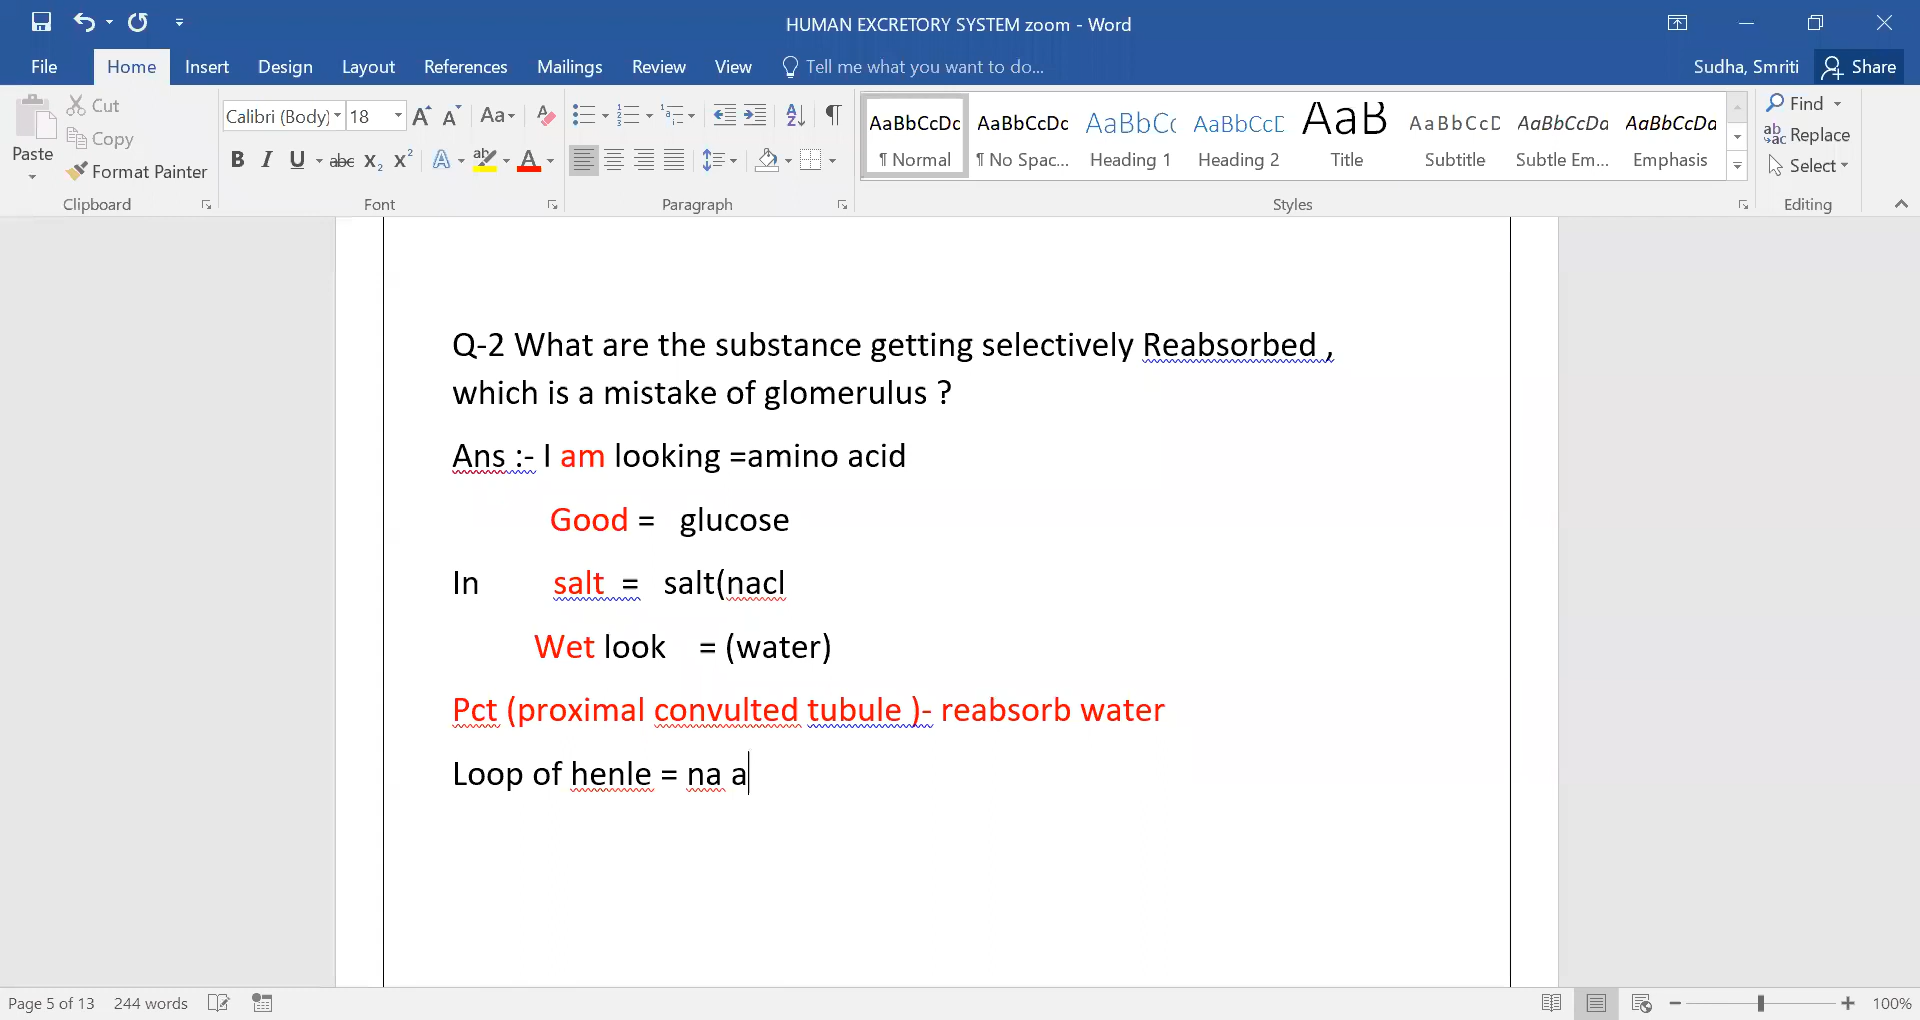 HUMAN EXCRETORY SYSTEM zoom - Word
File Home Insert Design Layout References Mailings Review View Tell me what you want to do... Sudha, Smriti Share
Paste
Cut
Copy
Format Painter
Clipboard
Calibri (Body) 18
Font
Paragraph
AaBbCcDc ¶ Normal
AaBbCcDc ¶ No Spac...
AaBbCc Heading 1
AaBbCcD Heading 2
AaB Title
AaBbCcD Subtitle
AaBbCcDa Subtle Em...
AaBbCcDa Emphasis
Styles
Find
Replace
Select
Editing
Q-2 What are the substance getting selectively Reabsorbed ,
which is a mistake of glomerulus ?
Ans :- I am looking =amino acid
Good = glucose
In salt = salt(nacl
Wet look = (water)
Pct (proximal convulted tubule )- reabsorb water
Loop of henle = na a
Page 5 of 13 244 words 100%